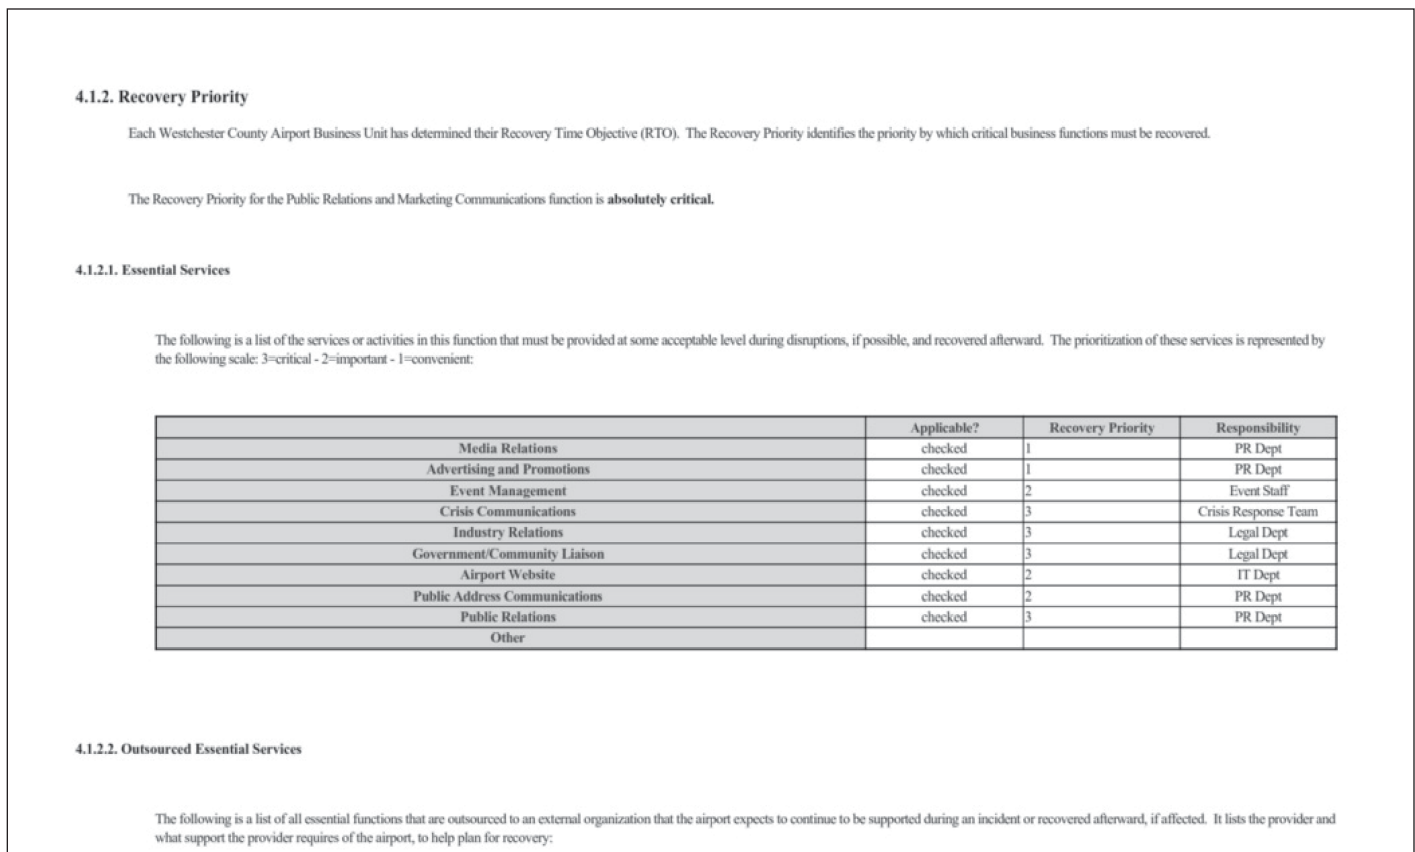 4.1.2. Recovery Priority
Each Westchester County Airport Business Unit has determined their Recovery Time Objective (RTO). The Recovery Priority identifies the priority by which critical business functions must be recovered.
The Recovery Priority for the Public Relations and Marketing Communications function is absolutely critical.
4.1.2.1. Essential Services
The following is a list of the services or activities in this function that must be provided at some acceptable level during disruptions, if possible, and recovered afterward. The prioritization of these services is represented by
the following scale: 3=critical - 2=important - 1=convenient:
Applicable? Recovery Priority Responsibility
Media Relations checked 1 PR Dept
Advertising and Promotions checked 1 PR Dept
Event Management checked 2 Event Staff
Crisis Communications checked 3 Crisis Response Team
Industry Relations checked 3 Legal Dept
Government/Community Liaison checked 3 Legal Dept
Airport Website checked 2 IT Dept
Public Address Communications checked 2 PR Dept
Public Relations checked 3 PR Dept
Other
4.1.2.2. Outsourced Essential Services
The following is a list of all essential functions that are outsourced to an external organization that the airport expects to continue to be supported during an incident or recovered afterward, if affected. It lists the provider and
what support the provider requires of the airport, to help plan for recovery: